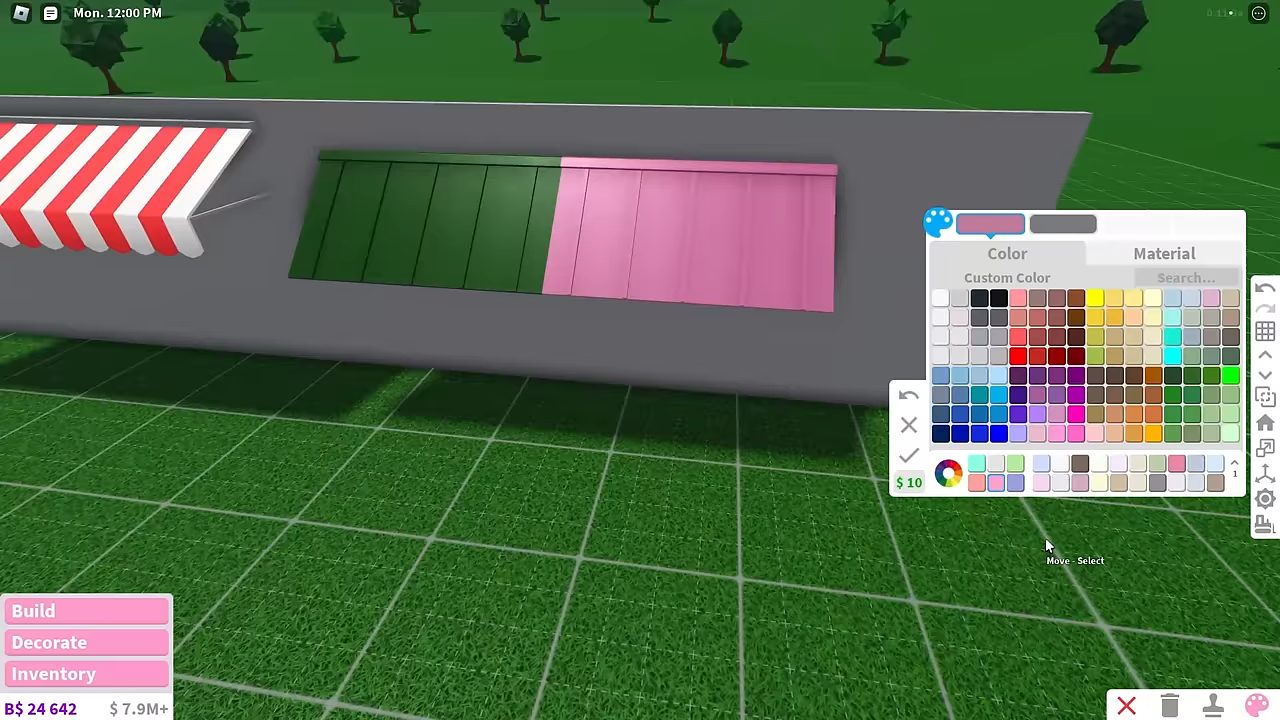 Mon. 12:00 PM
Color
Material
Custom Color
Search...
$ 10
1
Move - Select
Build
Decorate
Inventory
B$ 24 642
$ 7.9M+